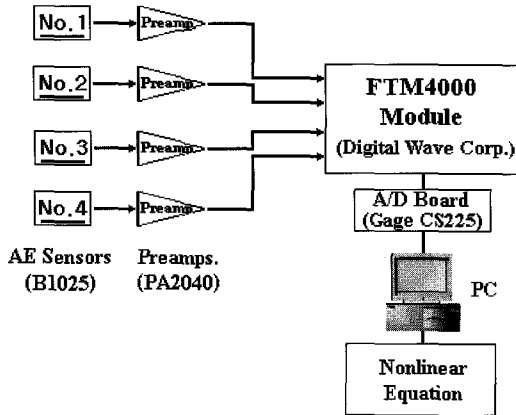 No.1
Preamp.
No.2
Preamp.
No.3
Preamp.
No.4
Preamp.
AE Sensors
(B1025)
Preamps.
(PA2040)
FTM4000
Module
(Digital Wave Corp.)
A/D Board
(Gage CS225)
PC
Nonlinear
Equation